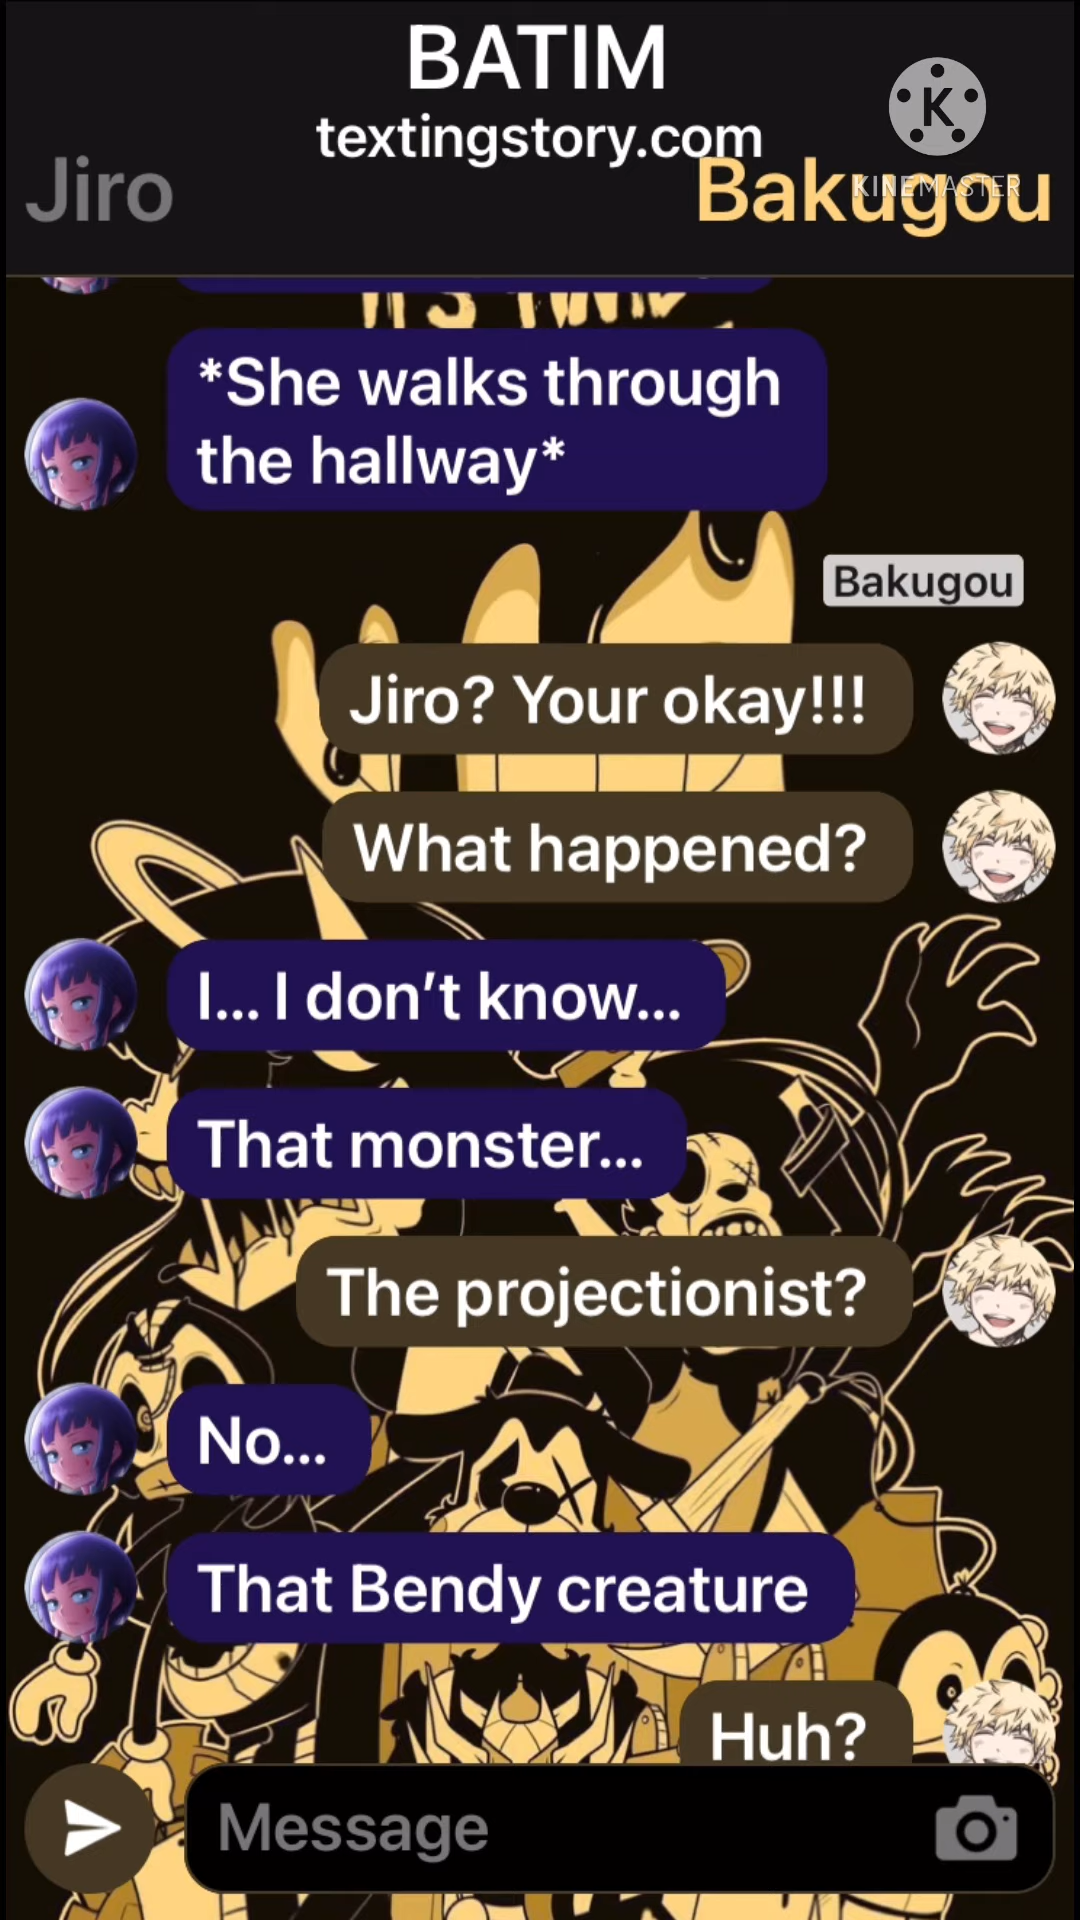 BATIM
textingstory.com
K
KINEMASTER
Jiro
Bakugou
*She walks through
the hallway*
Bakugou
Jiro? Your okay!!!
What happened?
I... I don’t know...
That monster...
The projectionist?
No...
That Bendy creature
Huh?
Message